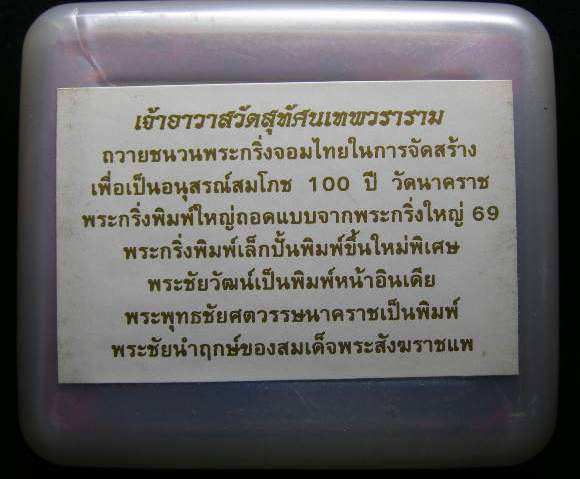 เจ้าอาวาสวัดสุทัศนเทพวราราม
ถวายชนวนพระกริ่งจอมไทยในการจัดสร้าง
เพื่อเป็นอนุสรณ์สมโภช 100 ปี วัดนาคราช
พระกริ่งพิมพ์ใหญ่ถอดแบบจากพระกริ่งใหญ่ 69
พระกริ่งพิมพ์เล็กปั้นพิมพ์ขึ้นใหม่พิเศษ
พระชัยวัฒน์เป็นพิมพ์หน้าอินเดีย
พระพุทธชัยศตวรรษนาคราชเป็นพิมพ์
พระชัยนำฤกษ์ของสมเด็จพระสังฆราชแพ